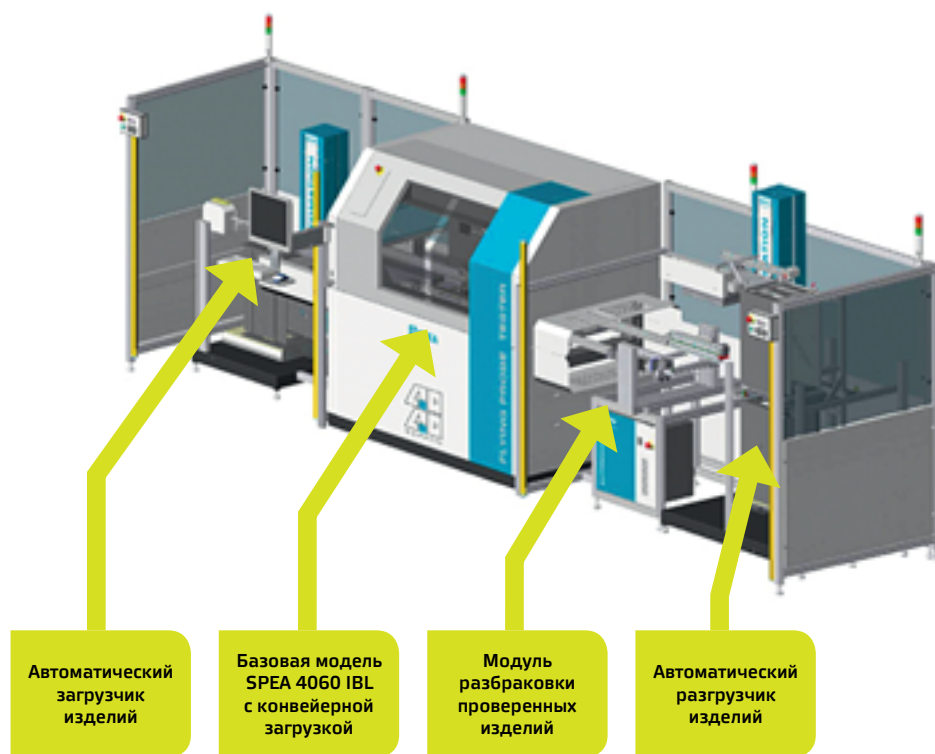 FLYING PROBE TESTER
Автоматический
загрузчик
изделий
Базовая модель
SPEA 4060 IBL
с конвейерной
загрузкой
Модуль
разбраковки
проверенных
изделий
Автоматический
разгрузчик
изделий